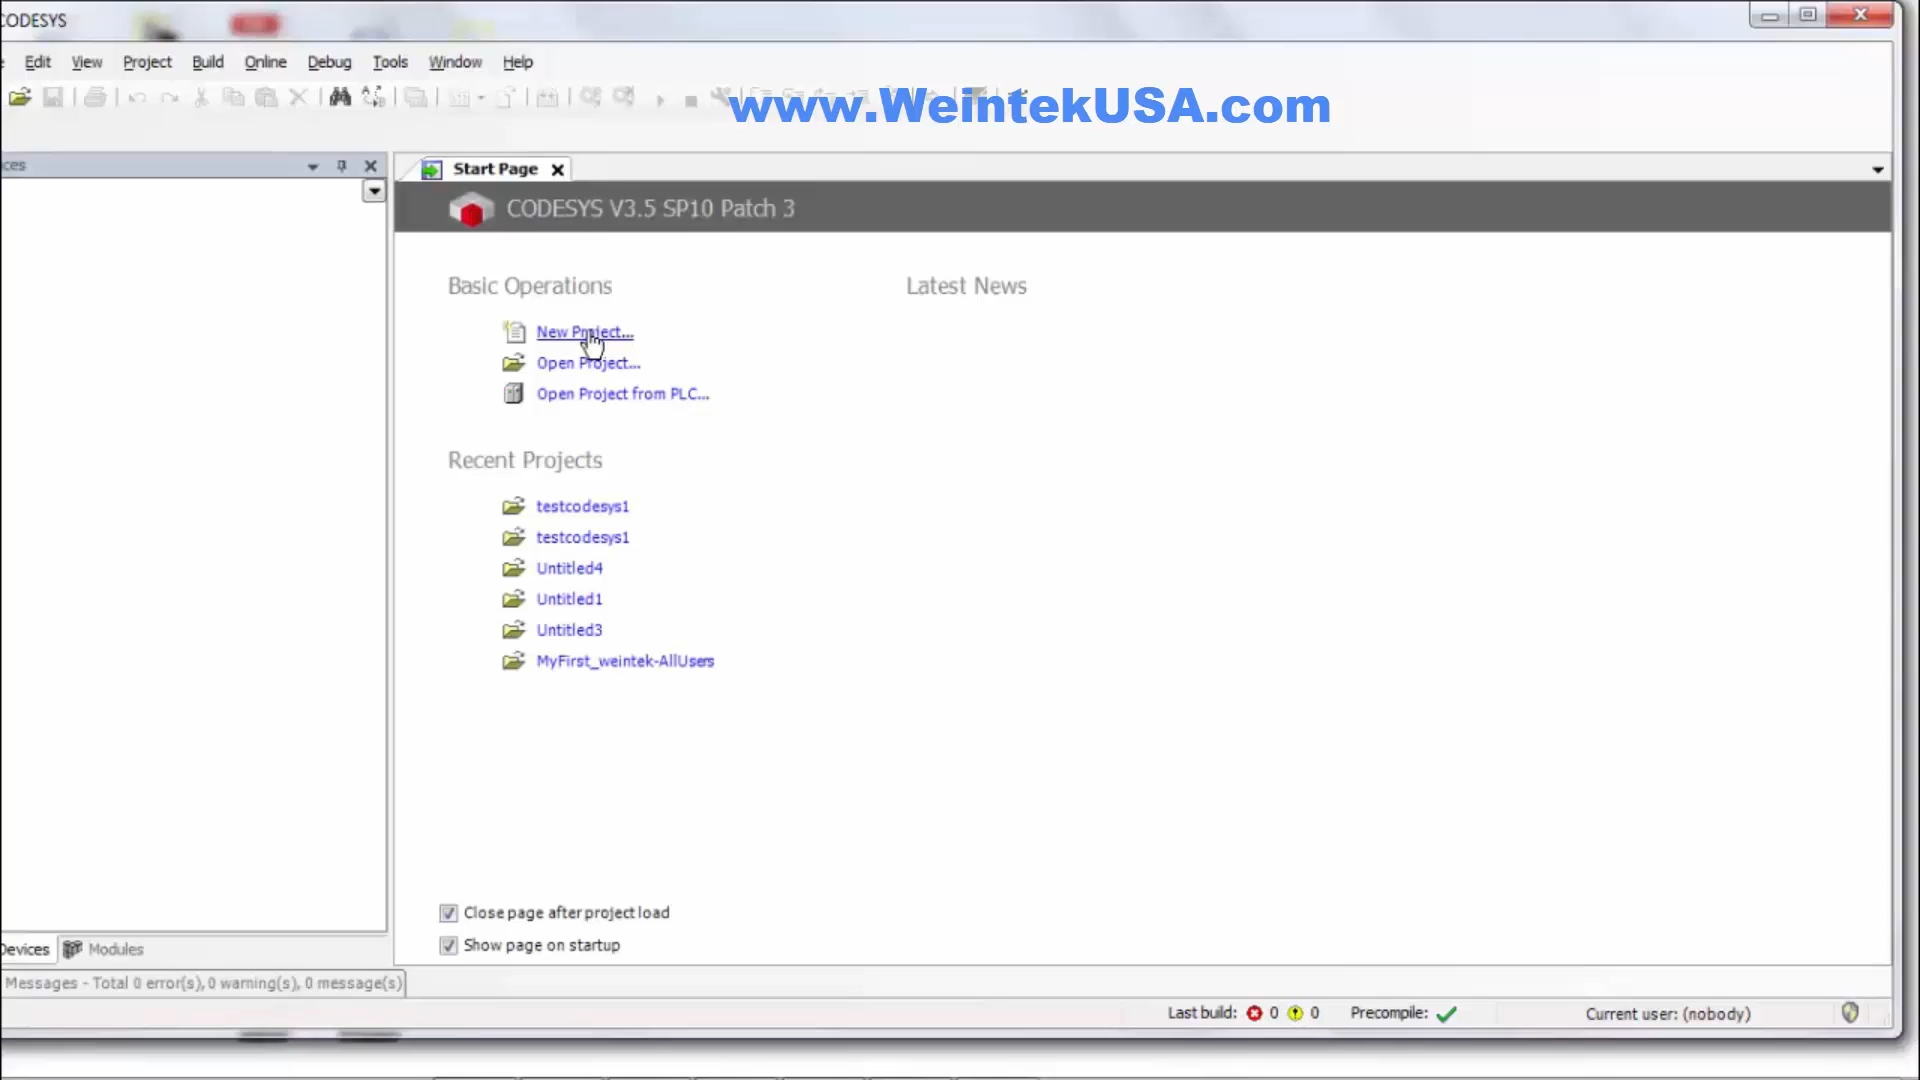 CODESYS
Edit View Project Build Online Debug Tools Window Help
www.WeintekUSA.com
Start Page
CODESYS V3.5 SP10 Patch 3
Basic Operations
New Project...
Open Project...
Open Project from PLC...
Latest News
Recent Projects
testcodesys1
testcodesys1
Untitled4
Untitled1
Untitled3
MyFirst_weintek-AllUsers
Close page after project load
Show page on startup
Devices Modules
Messages - Total 0 error(s), 0 warning(s), 0 message(s)
Last build: 0 0 Precompile: Current user: (nobody)